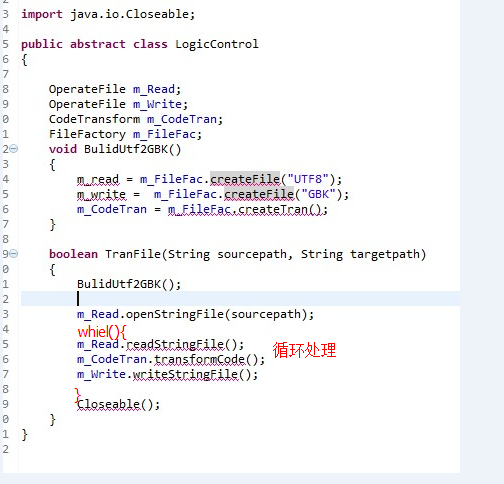 3 import java.io.Closeable;
4
5 public abstract class LogicControl
6 {
7
8 OperateFile m_Read;
9 OperateFile m_Write;
0 CodeTransform m_CodeTran;
1 FileFactory m_FileFac;
2 void BulidUtf2GBK()
3 {
4 m_read = m_FileFac.createFile("UTF8");
5 m_write = m_FileFac.createFile("GBK");
6 m_CodeTran = m_FileFac.createTran();
7 }
8
9 boolean TranFile(String sourcepath, String targetpath)
0 {
1 BulidUtf2GBK();
2
3 m_Read.openStringFile(sourcepath);
4 whiel(){
5 m_Read.readStringFile(); 循环处理
6 m_CodeTran.transformCode();
7 m_Write.writeStringFile();
8 }
9 Closeable();
0 }
1 }
2